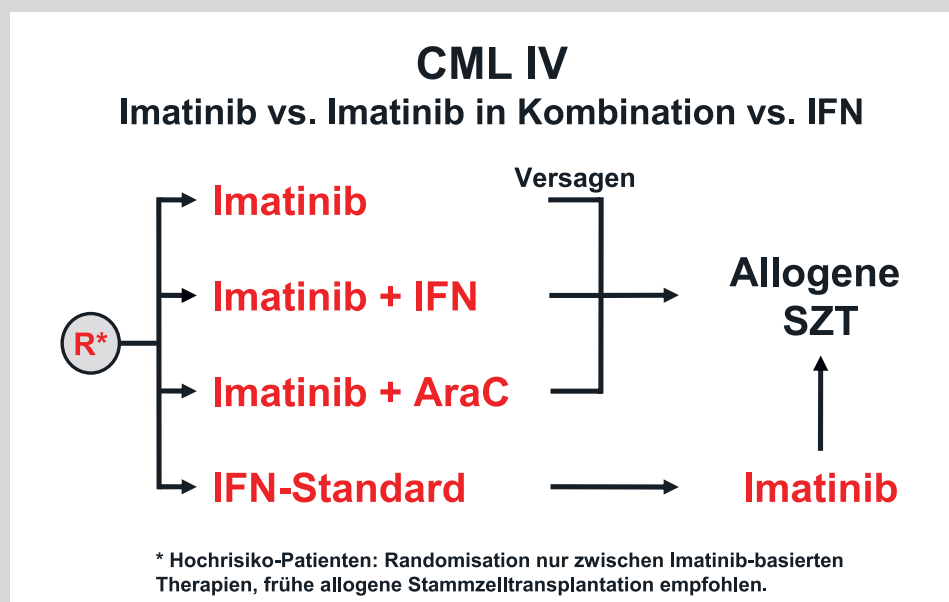 CML IV
Imatinib vs. Imatinib in Kombination vs. IFN
Versagen
Imatinib
Imatinib + IFN
Allogene
SZT
R*
Imatinib + AraC
IFN-Standard
Imatinib
* Hochrisiko-Patienten: Randomisation nur zwischen Imatinib-basierten
Therapien, frühe allogene Stammzelltransplantation empfohlen.